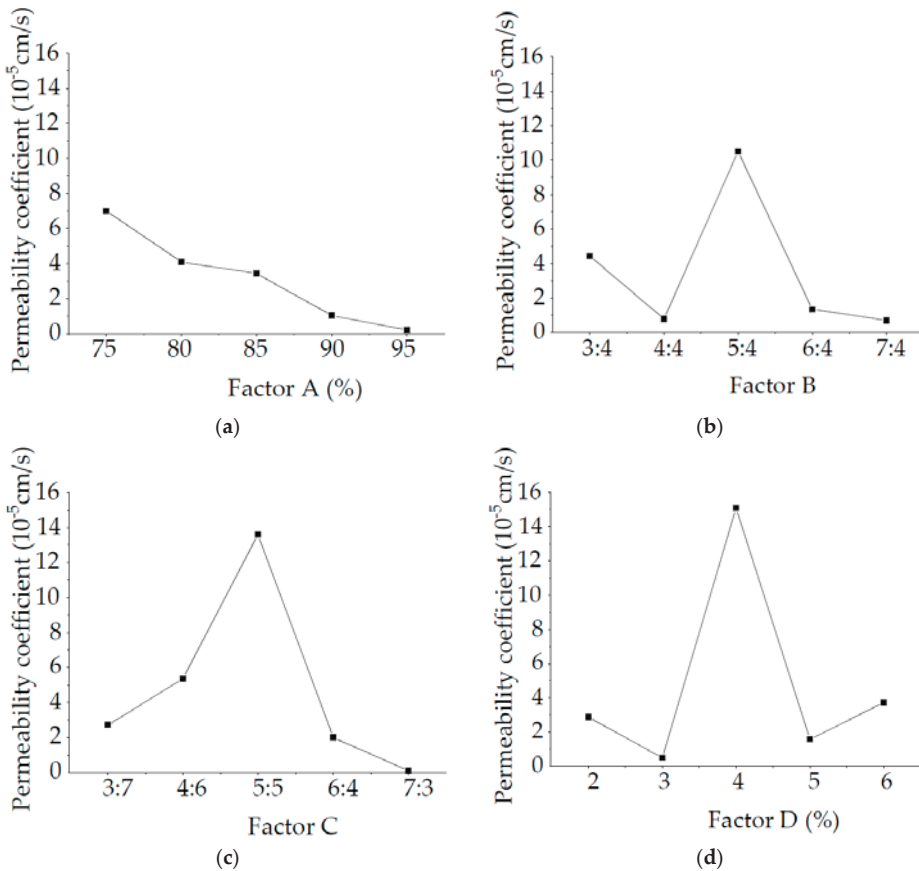 Permeability coefficient (10⁻⁵cm/s)
16
14
12
10
8
6
4
2
0
75 80 85 90 95
Factor A (%)
(a)
Permeability coefficient (10⁻⁵cm/s)
16
14
12
10
8
6
4
2
0
3:4 4:4 5:4 6:4 7:4
Factor B
(b)
Permeability coefficient (10⁻⁵cm/s)
16
14
12
10
8
6
4
2
0
3:7 4:6 5:5 6:4 7:3
Factor C
(c)
Permeability coefficient (10⁻⁵cm/s)
16
14
12
10
8
6
4
2
0
2 3 4 5 6
Factor D (%)
(d)